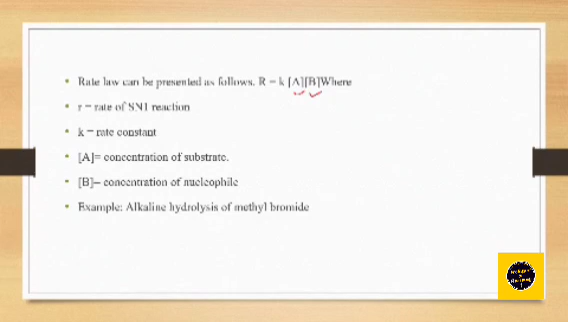 Rate law can be presented as follows. R = k [A][B]Where
r = rate of SN1 reaction
k = rate constant
[A]= concentration of substrate.
[B]= concentration of nucleophile
Example: Alkaline hydrolysis of methyl bromide